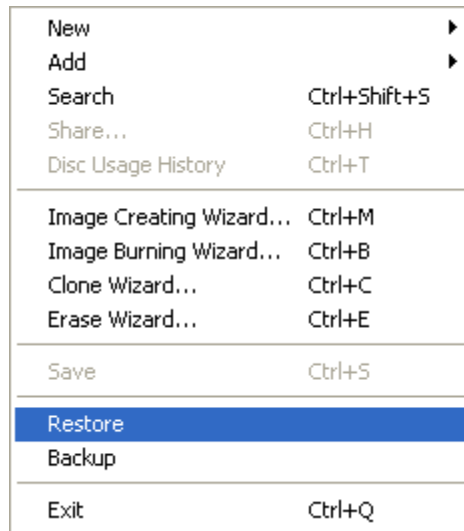 New
Add
Search Ctrl+Shift+S
Share... Ctrl+H
Disc Usage History Ctrl+T
Image Creating Wizard... Ctrl+M
Image Burning Wizard... Ctrl+B
Clone Wizard... Ctrl+C
Erase Wizard... Ctrl+E
Save Ctrl+S
Restore
Backup
Exit Ctrl+Q